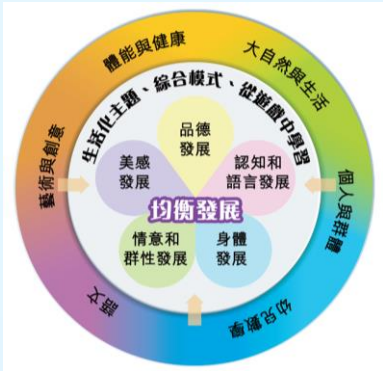 體能與健康
大自然與生活
個人與群體
幼兒數學
語文
藝術與創意
生活化主題、綜合模式、從遊戲中學習
品德
發展
美感
發展
認知和
語言發展
均衡發展
情意和
群性發展
身體
發展